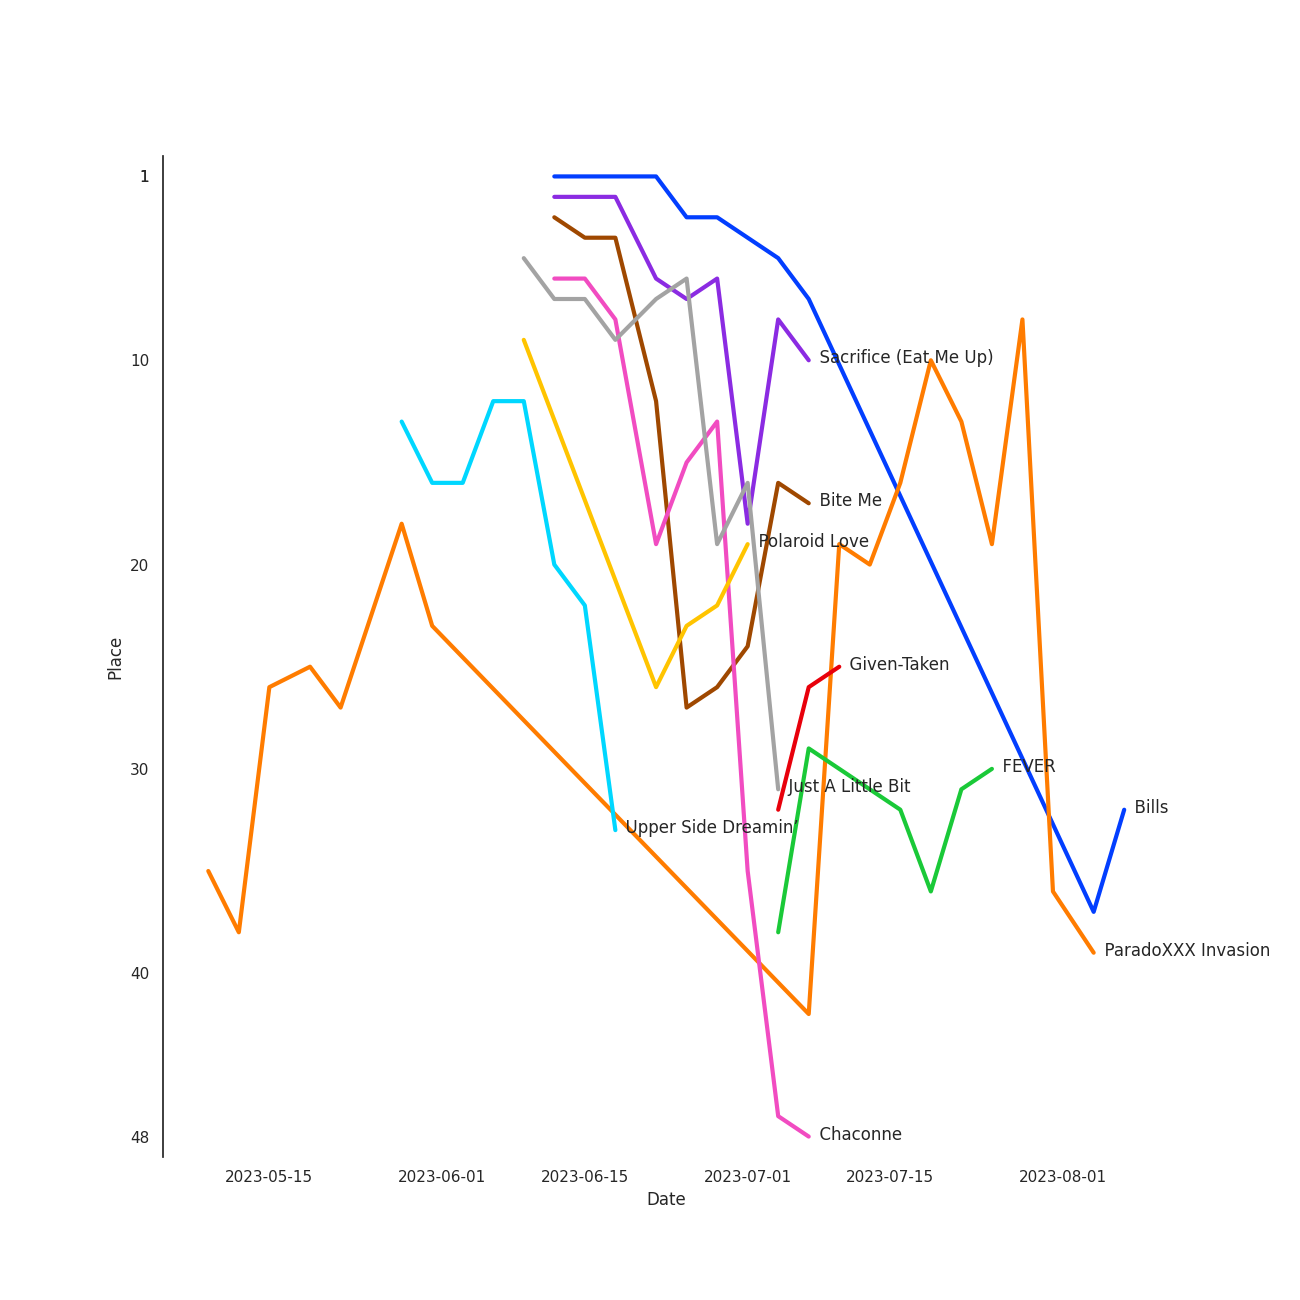 1
10
Sacrifice (Eat Me Up)
Bite Me
Polaroid Love
20
Place
Given-Taken
30
FEVER
Just A Little Bit
Bills
Upper Side Dreamin'
40
ParadoXXX Invasion
48
Chaconne
2023-05-15
2023-06-01
2023-06-15
2023-07-01
2023-07-15
2023-08-01
Date